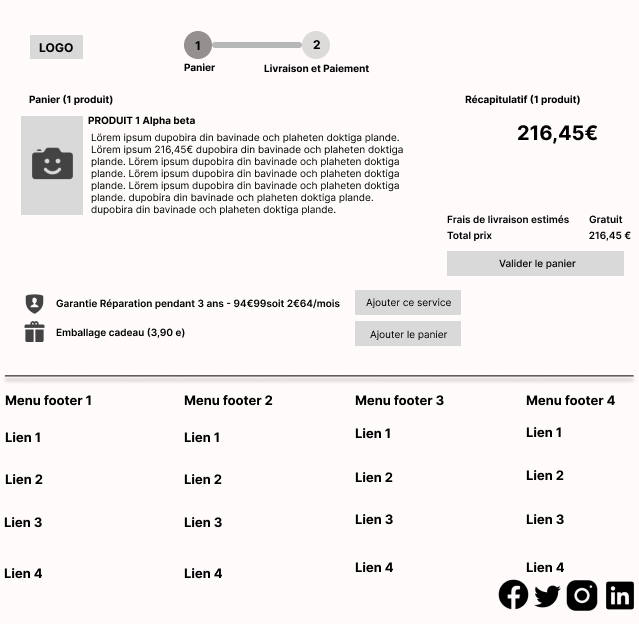 LOGO
1
2
Panier
Livraison et Paiement
Panier (1 produit)
Récapitulatif (1 produit)
PRODUIT 1 Alpha beta
Lörem ipsum dupobira din bavinade och plaheten doktiga plande.
Lörem ipsum 216,45€ dupobira din bavinade och plaheten doktiga
plande. Lörem ipsum dupobira din bavinade och plaheten doktiga
plande. Lörem ipsum dupobira din bavinade och plaheten doktiga
plande. Lörem ipsum dupobira din bavinade och plaheten doktiga
plande. dupobira din bavinade och plaheten doktiga plande.
dupobira din bavinade och plaheten doktiga plande.
216,45€
Frais de livraison estimés Gratuit
Total prix 216,45 €
Valider le panier
Garantie Réparation pendant 3 ans - 94€99soit 2€64/mois
Ajouter ce service
Emballage cadeau (3,90 e)
Ajouter le panier
Menu footer 1
Lien 1
Lien 2
Lien 3
Lien 4
Menu footer 2
Lien 1
Lien 2
Lien 3
Lien 4
Menu footer 3
Lien 1
Lien 2
Lien 3
Lien 4
Menu footer 4
Lien 1
Lien 2
Lien 3
Lien 4